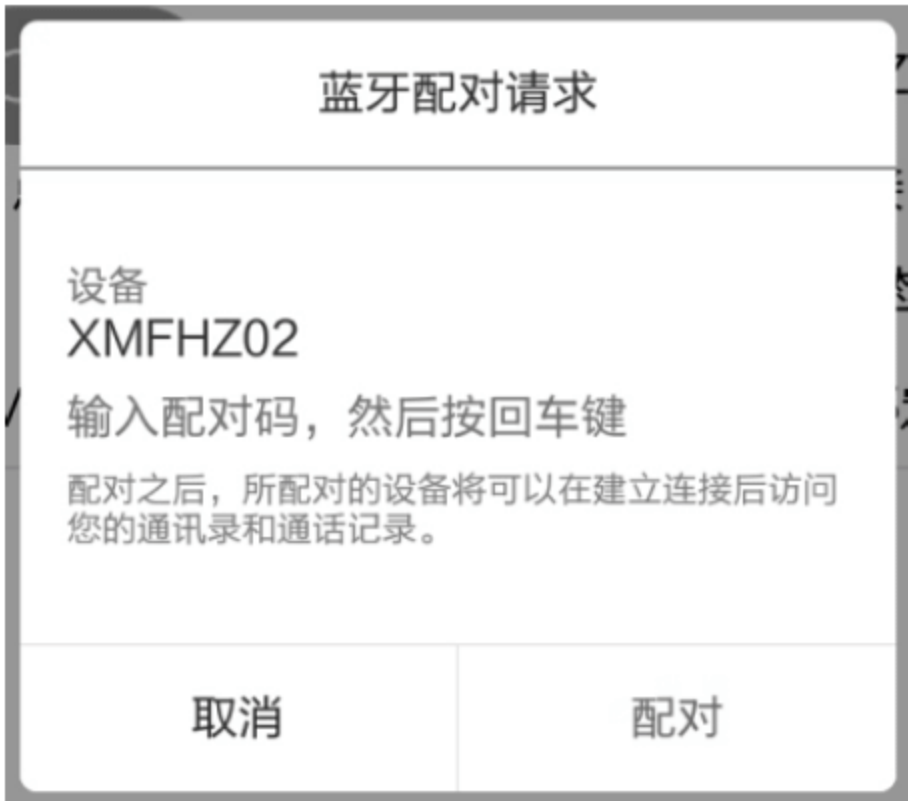 蓝牙配对请求
设备
XMFHZ02
输入配对码，然后按回车键
配对之后，所配对的设备将可以在建立连接后访问
您的通讯录和通话记录。
取消
配对